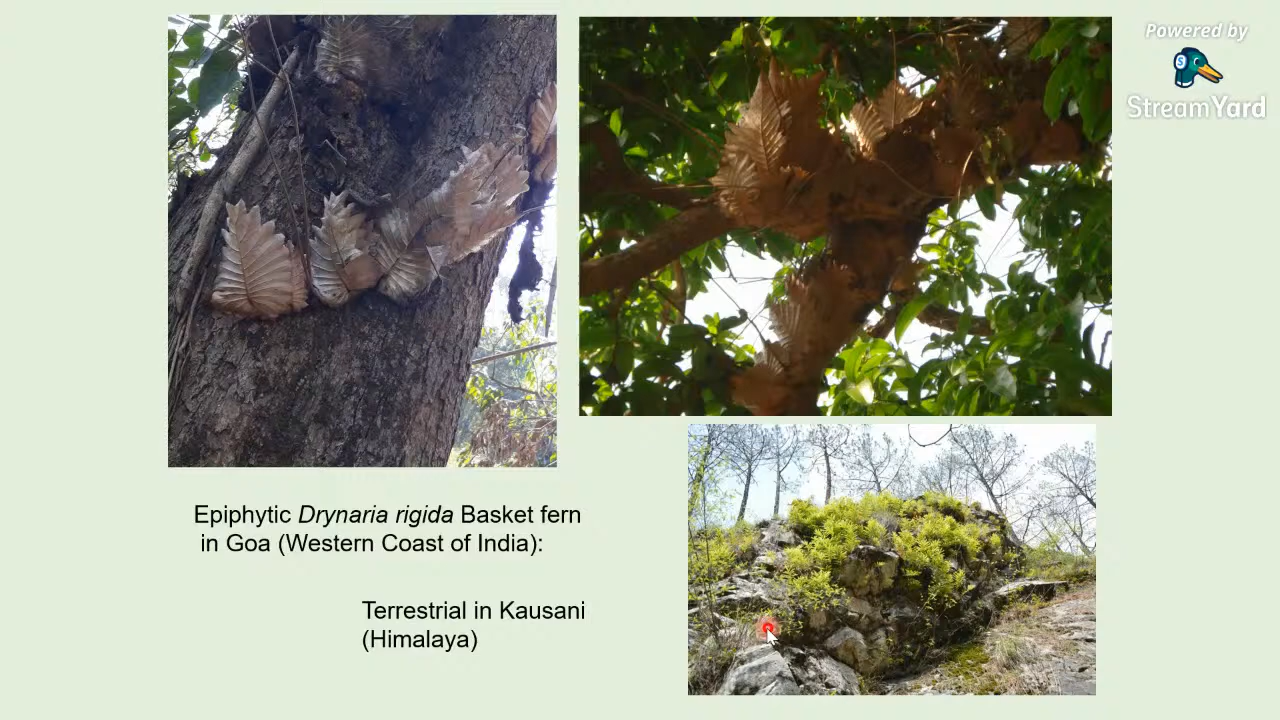 Powered by
StreamYard
Epiphytic Drynaria rigida Basket fern
in Goa (Western Coast of India):
Terrestrial in Kausani
(Himalaya)